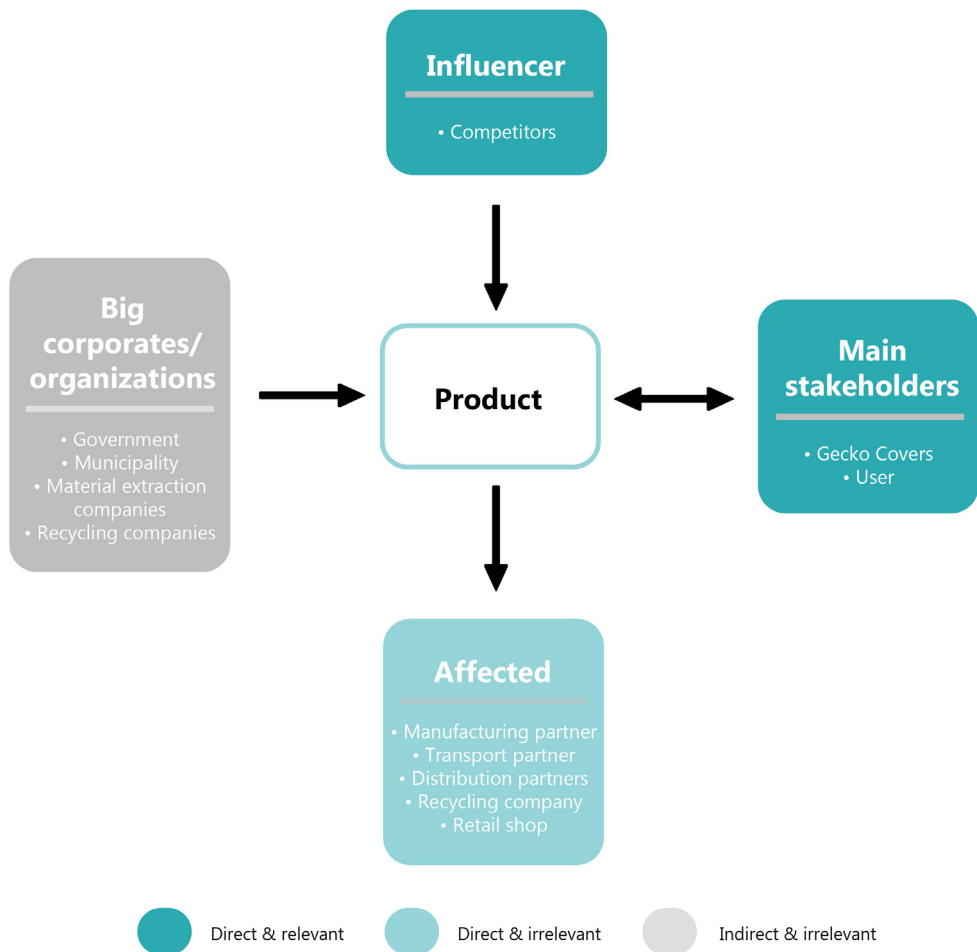 Influencer
• Competitors
Big
corporates/
organizations
• Government
• Municipality
• Material extraction
companies
• Recycling companies
Product
Main
stakeholders
• Gecko Covers
• User
Affected
• Manufacturing partner
• Transport partner
• Distribution partners
• Recycling company
• Retail shop
Direct & relevant
Direct & irrelevant
Indirect & irrelevant